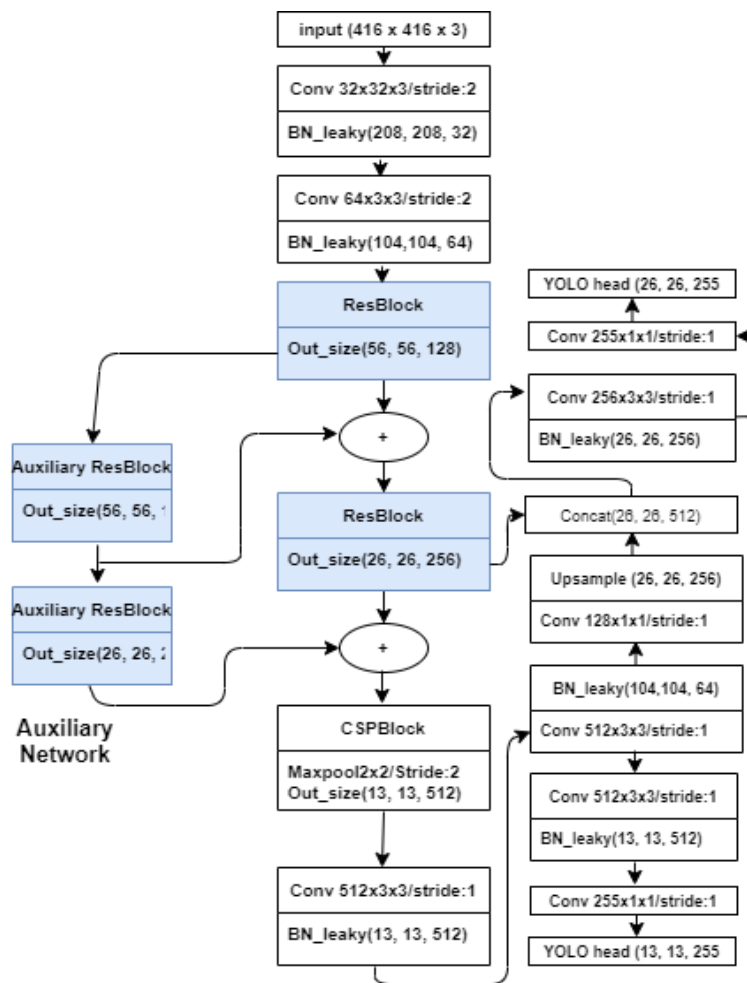 input (416 x 416 x 3)
Conv 32x32x3/stride:2
BN_leaky(208, 208, 32)
Conv 64x3x3/stride:2
BN_leaky(104,104, 64)
ResBlock
Out_size(56, 56, 128)
+
ResBlock
Out_size(26, 26, 256)
+
CSPBlock
Maxpool2x2/Stride:2
Out_size(13, 13, 512)
Conv 512x3x3/stride:1
BN_leaky(13, 13, 512)
Auxiliary ResBlock
Out_size(56, 56,
Auxiliary ResBlock
Out_size(26, 26,
Auxiliary
Network
YOLO head (26, 26, 255
Conv 255x1x1/stride:1
Conv 256x3x3/stride:1
BN_leaky(26, 26, 256)
Concat(26, 26, 512)
Upsample (26, 26, 256)
Conv 128x1x1/stride:1
BN_leaky(104,104, 64)
Conv 512x3x3/stride:1
Conv 512x3x3/stride:1
BN_leaky(13, 13, 512)
Conv 255x1x1/stride:1
YOLO head (13, 13, 255